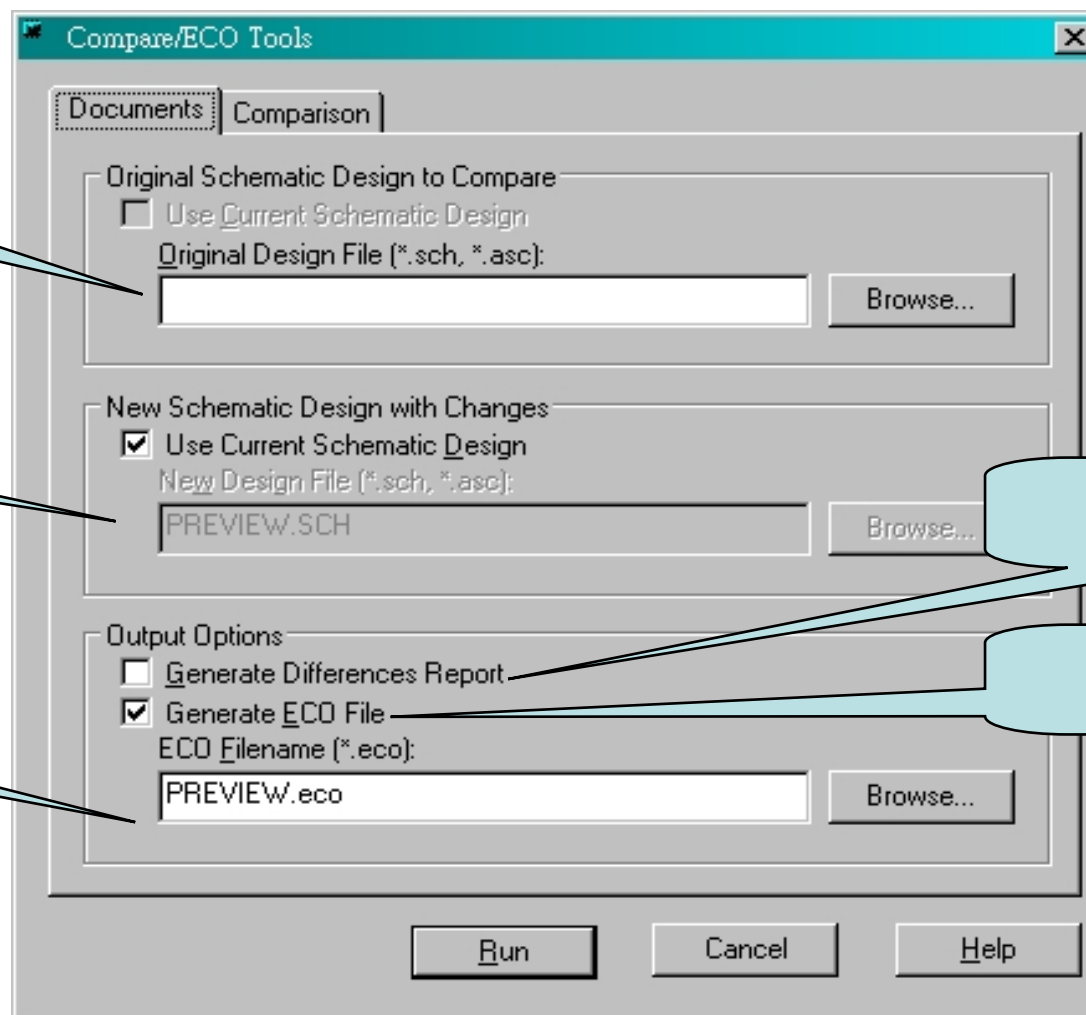 Compare/ECO Tools
Documents Comparison
Original Schematic Design to Compare
Use Current Schematic Design
Original Design File (*.sch, *.asc):
Browse...
New Schematic Design with Changes
Use Current Schematic Design
New Design File (*.sch, *.asc):
PREVIEW.SCH Browse...
Output Options
Generate Differences Report
Generate ECO File
ECO Filename (*.eco):
PREVIEW.eco Browse...
Run Cancel Help